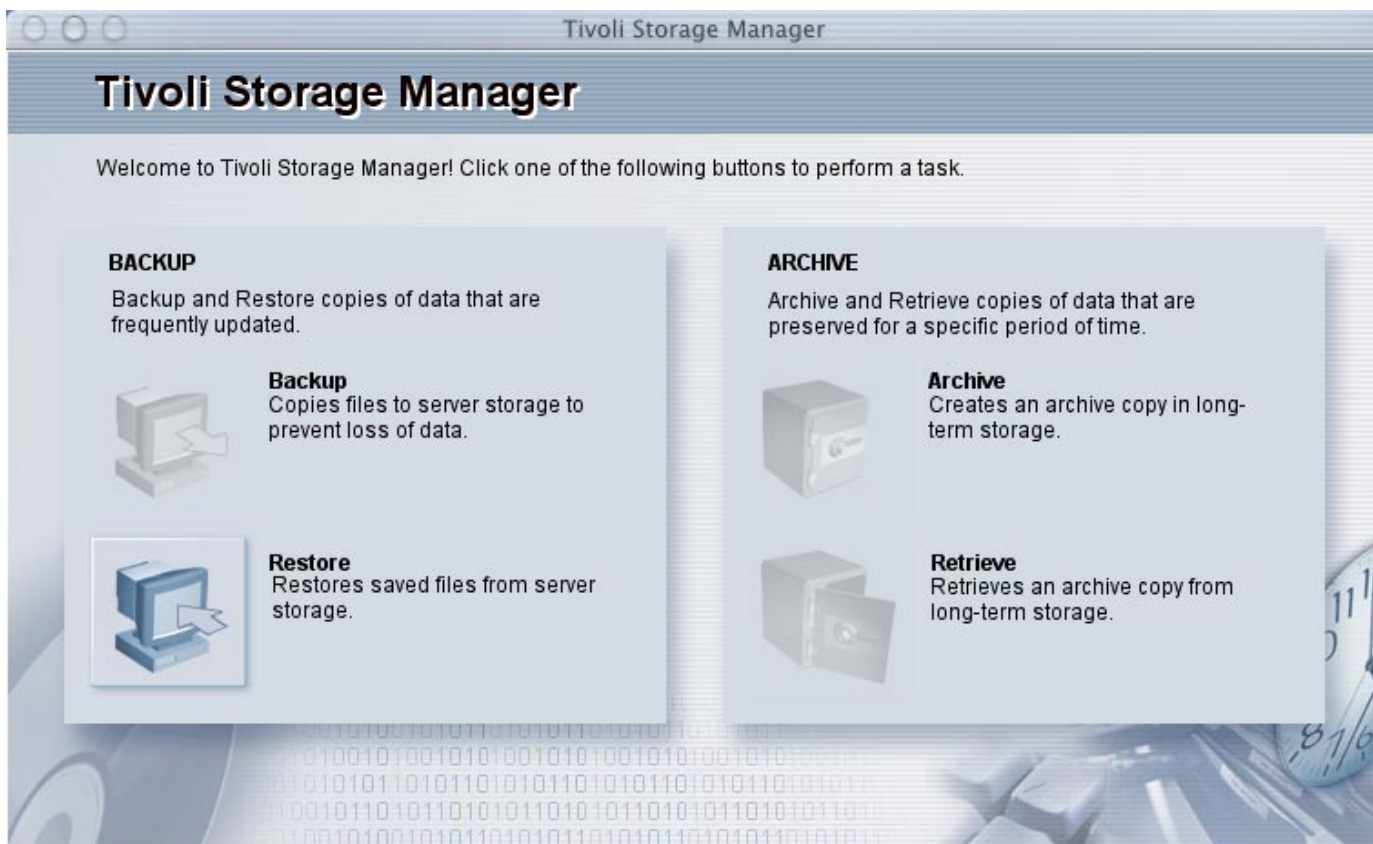 Tivoli Storage Manager
Tivoli Storage Manager
Welcome to Tivoli Storage Manager! Click one of the following buttons to perform a task.
BACKUP
Backup and Restore copies of data that are
frequently updated.
Backup
Copies files to server storage to
prevent loss of data.
Restore
Restores saved files from server
storage.
ARCHIVE
Archive and Retrieve copies of data that are
preserved for a specific period of time.
Archive
Creates an archive copy in long-
term storage.
Retrieve
Retrieves an archive copy from
long-term storage.